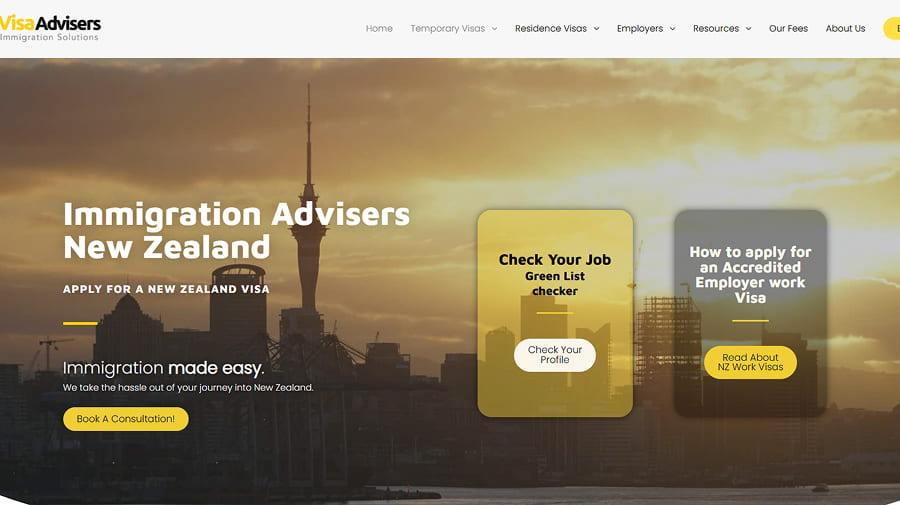 VisaAdvisers
Immigration Solutions
Home Temporary Visas Residence Visas Employers Resources Our Fees About Us
Immigration Advisers
New Zealand
APPLY FOR A NEW ZEALAND VISA
Immigration made easy.
We take the hassle out of your journey into New Zealand.
Book A Consultation!
Check Your Job
Green List
checker
Check Your
Profile
How to apply for
an Accredited
Employer work
Visa
Read About
NZ Work Visas